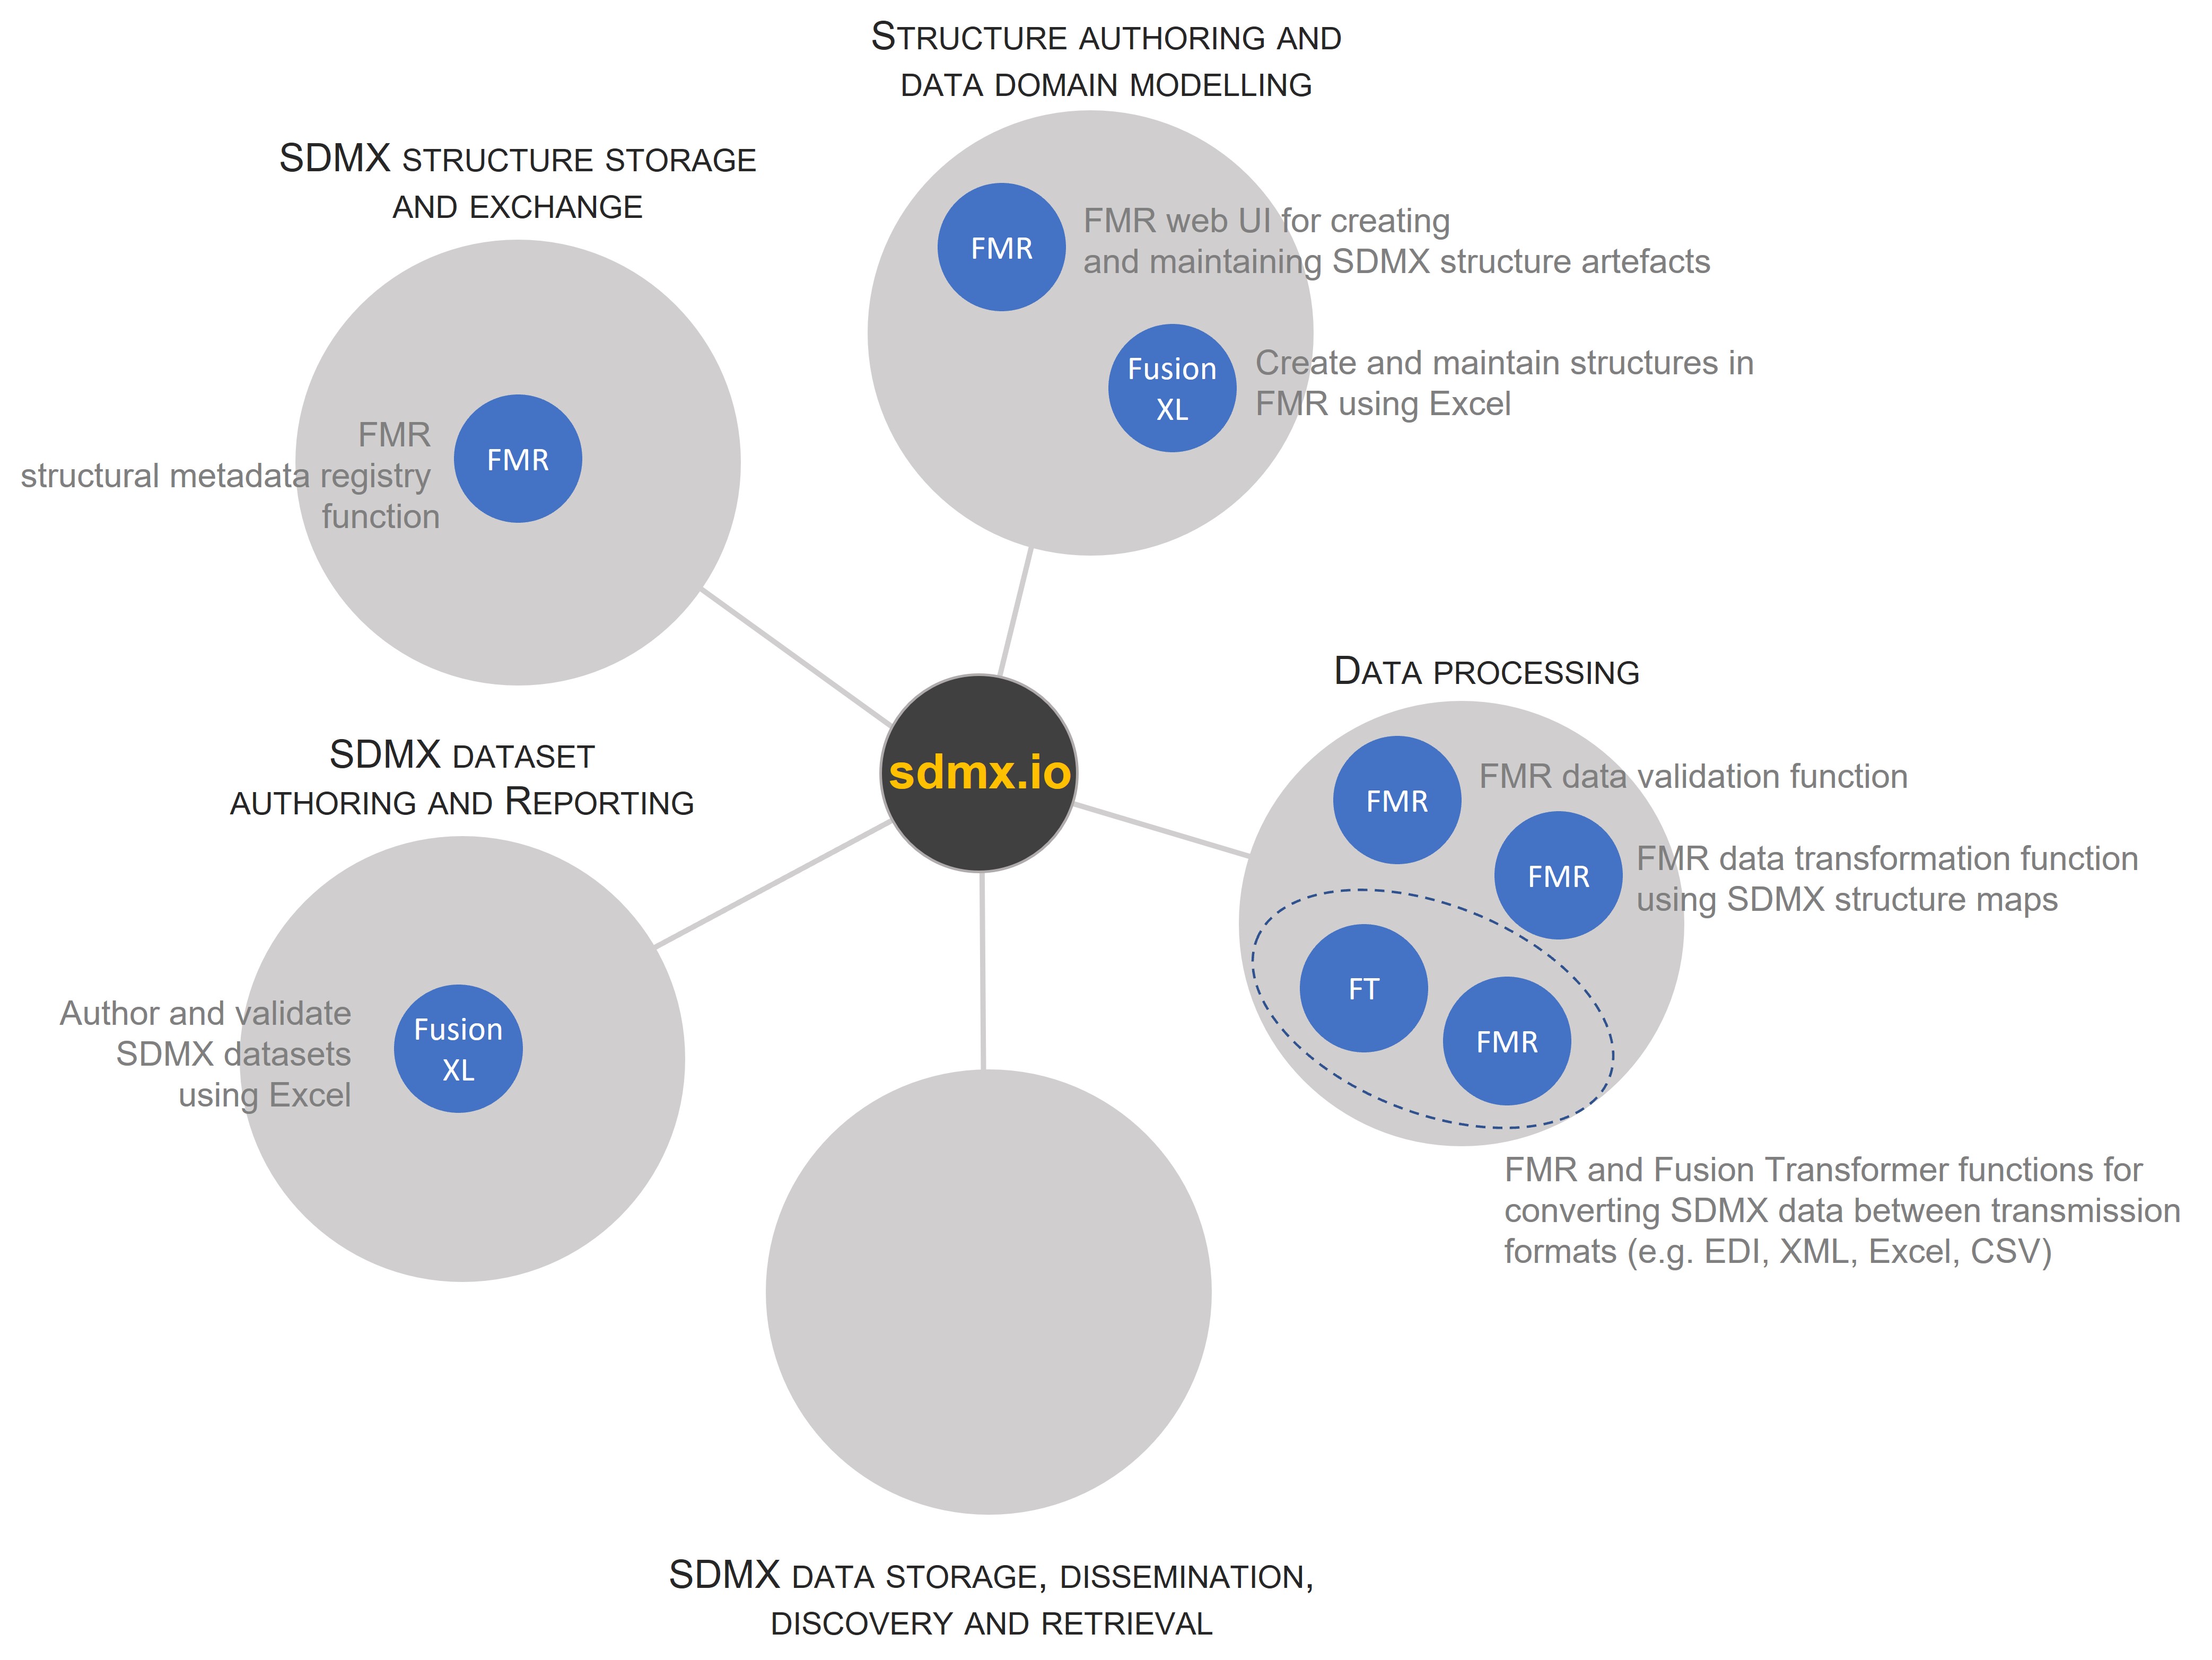 Structure authoring and
data domain modelling
FMR
FMR web UI for creating
and maintaining SDMX structure artefacts
Fusion
XL
Create and maintain structures in
FMR using Excel
SDMX structure storage
and exchange
FMR
structural metadata registry
function
FMR
sdmx.io
Data processing
FMR
FMR data validation function
FMR
FMR data transformation function
using SDMX structure maps
FT
FMR
FMR and Fusion Transformer functions for
converting SDMX data between transmission
formats (e.g. EDI, XML, Excel, CSV)
SDMX dataset
authoring and Reporting
Author and validate
SDMX datasets
using Excel
Fusion
XL
SDMX data storage, dissemination,
discovery and retrieval